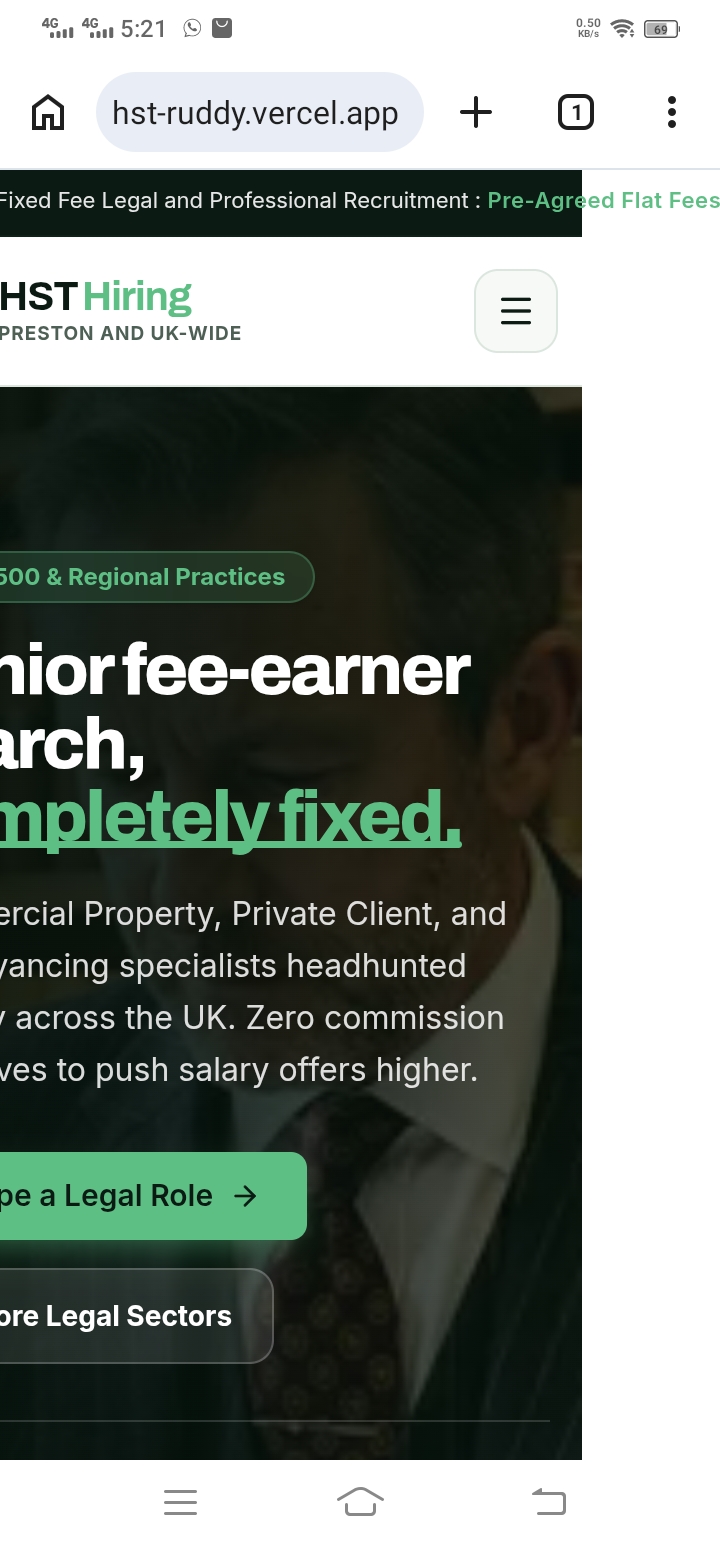 4G 4G 5:21 0.50 KB/s 69
hst-ruddy.vercel.app 1
Fixed Fee Legal and Professional Recruitment : Pre-Agreed Flat Fees
HST Hiring
PRESTON AND UK-WIDE
500 & Regional Practices
nior fee-earner
arch,
mpletely fixed.
ercial Property, Private Client, and
yancing specialists headhunted
y across the UK. Zero commission
ves to push salary offers higher.
pe a Legal Role →
ore Legal Sectors